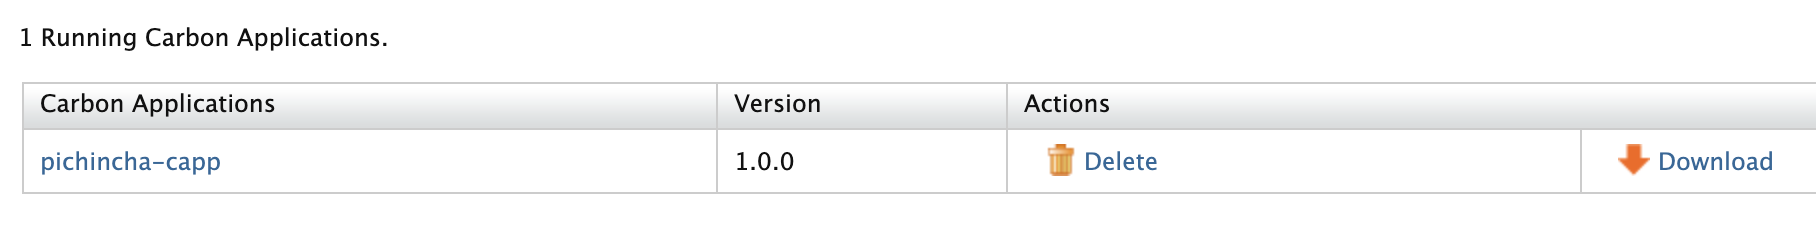 1 Running Carbon Applications.
Carbon Applications Version Actions
pichincha-capp 1.0.0 Delete Download